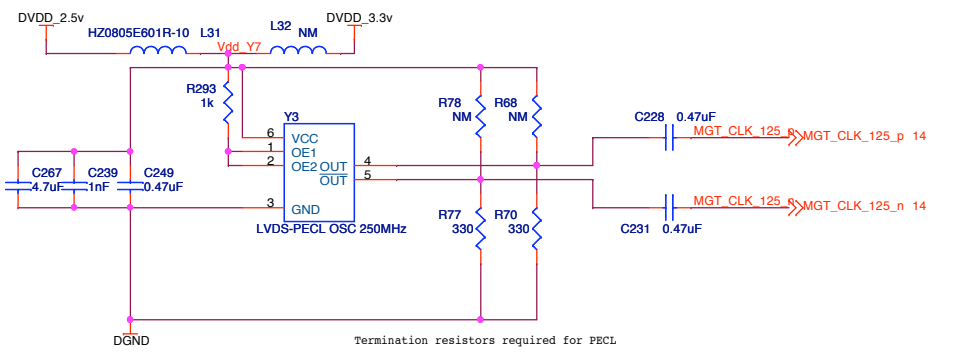 DVDD_2.5v
DVDD_3.3v
HZ0805E601R-10 L31
L32 NM
Vdd_Y7
R293
1k
R78
NM
R68
NM
Y3
C228 0.47uF
MGT_CLK_125_p
MGT_CLK_125_p 14
6 VCC
1 OE1
2 OE2
OUT 4
OUT 5
3 GND
C267
4.7uF
C239
1nF
C249
0.47uF
MGT_CLK_125_n
MGT_CLK_125_n 14
C231 0.47uF
R77
330
R70
330
LVDS-PECL OSC 250MHz
DGND
Termination resistors required for PECL